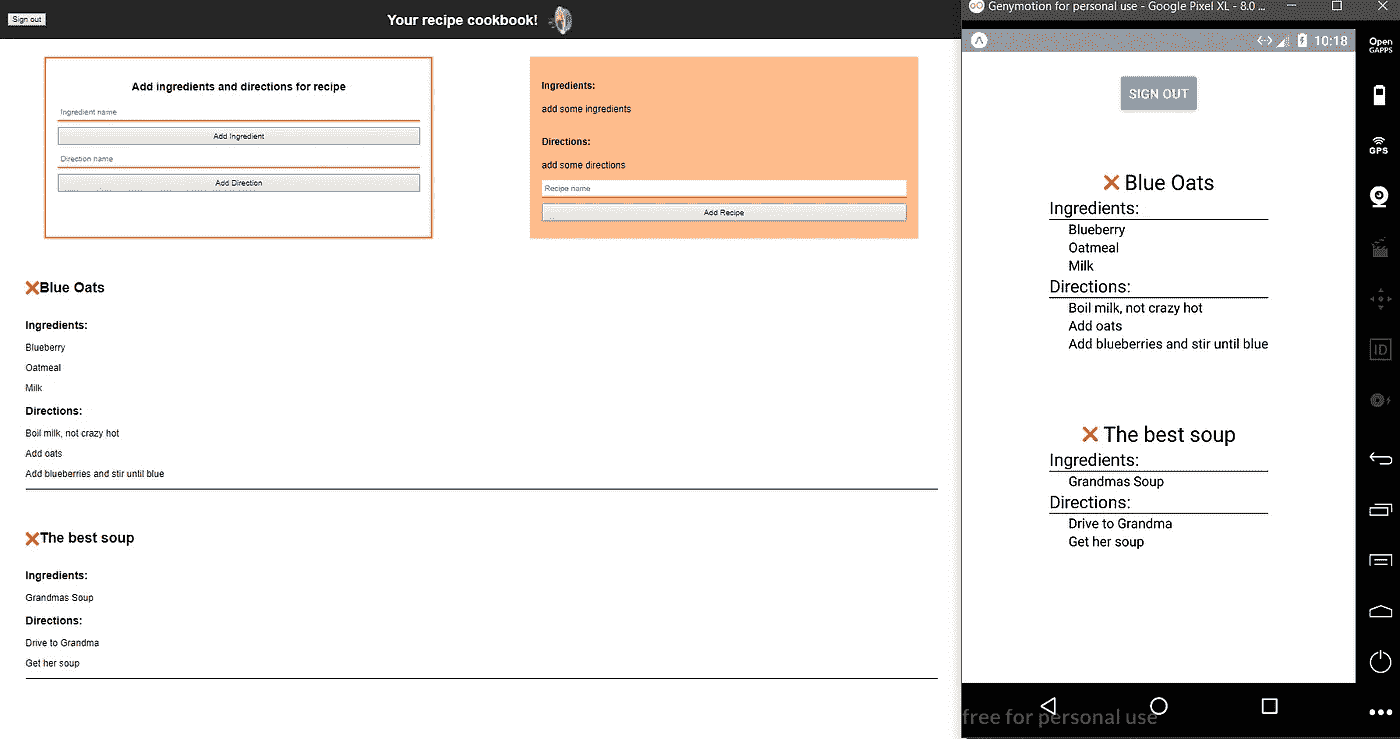 Sign out
Your recipe cookbook!
Add ingredients and directions for recipe
Ingredient name
Add Ingredient
Direction name
Add Direction
Ingredients:
add some ingredients
Directions:
add some directions
Recipe name
Add Recipe
Blue Oats
Ingredients:
Blueberry
Oatmeal
Milk
Directions:
Boil milk, not crazy hot
Add oats
Add blueberries and stir until blue
The best soup
Ingredients:
Grandmas Soup
Directions:
Drive to Grandma
Get her soup
Genymotion for personal use - Google Pixel XL - 8.0 ...
10:18
SIGN OUT
Blue Oats
Ingredients:
Blueberry
Oatmeal
Milk
Directions:
Boil milk, not crazy hot
Add oats
Add blueberries and stir until blue
The best soup
Ingredients:
Grandmas Soup
Directions:
Drive to Grandma
Get her soup
free for personal use
Open
GAPPS
GPS
ID